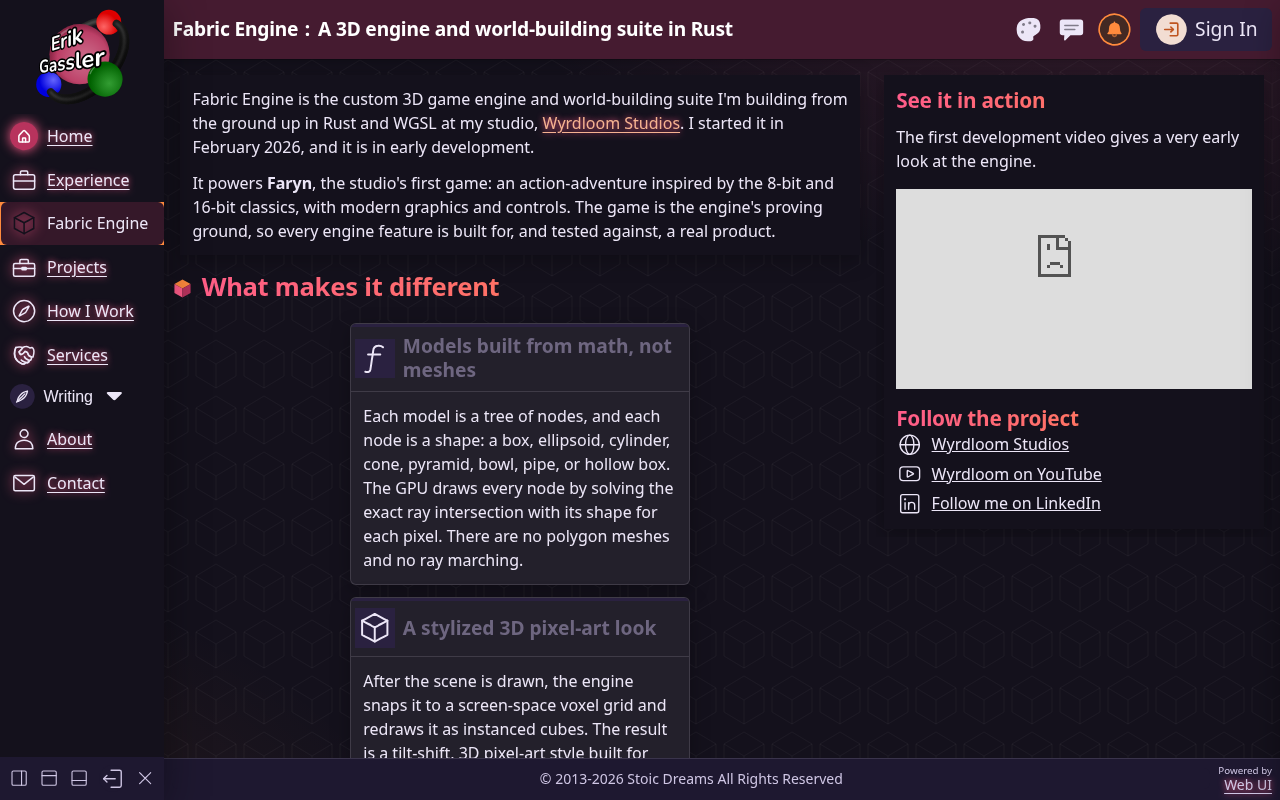 Erik
Gassler
Home
Experience
Fabric Engine
Projects
How I Work
Services
Writing
About
Contact
Fabric Engine : A 3D engine and world-building suite in Rust
Sign In
Fabric Engine is the custom 3D game engine and world-building suite I'm building from
the ground up in Rust and WGSL at my studio, Wyrdloom Studios. I started it in
February 2026, and it is in early development.
It powers Faryn, the studio's first game: an action-adventure inspired by the 8-bit and
16-bit classics, with modern graphics and controls. The game is the engine's proving
ground, so every engine feature is built for, and tested against, a real product.
What makes it different
Models built from math, not
meshes
Each model is a tree of nodes, and each
node is a shape: a box, ellipsoid, cylinder,
cone, pyramid, bowl, pipe, or hollow box.
The GPU draws every node by solving the
exact ray intersection with its shape for
each pixel. There are no polygon meshes
and no ray marching.
A stylized 3D pixel-art look
After the scene is drawn, the engine
snaps it to a screen-space voxel grid and
redraws it as instanced cubes. The result
is a tilt-shift, 3D pixel-art style built for
See it in action
The first development video gives a very early
look at the engine.
Follow the project
Wyrdloom Studios
Wyrdloom on YouTube
Follow me on LinkedIn
© 2013-2026 Stoic Dreams All Rights Reserved
Powered by
Web UI